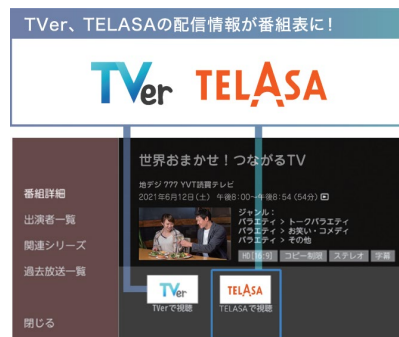 TVer、TELASAの配信情報が番組表に!
TVer TELASA
世界おまかせ！つながるTV
地デジ 777 YVT読賣テレビ
2021年6月12日(土) 午後8:00～午後8:54 (54分)
番組詳細
出演者一覧
関連シリーズ
過去放送一覧
閉じる
ジャンル：
バラエティ > トークバラエティ
バラエティ > お笑い・コメディ
バラエティ > その他
HD[16:9] コピー制限 ステレオ 字幕
TVer
TVerで視聴
TELASA
TELASAで視聴